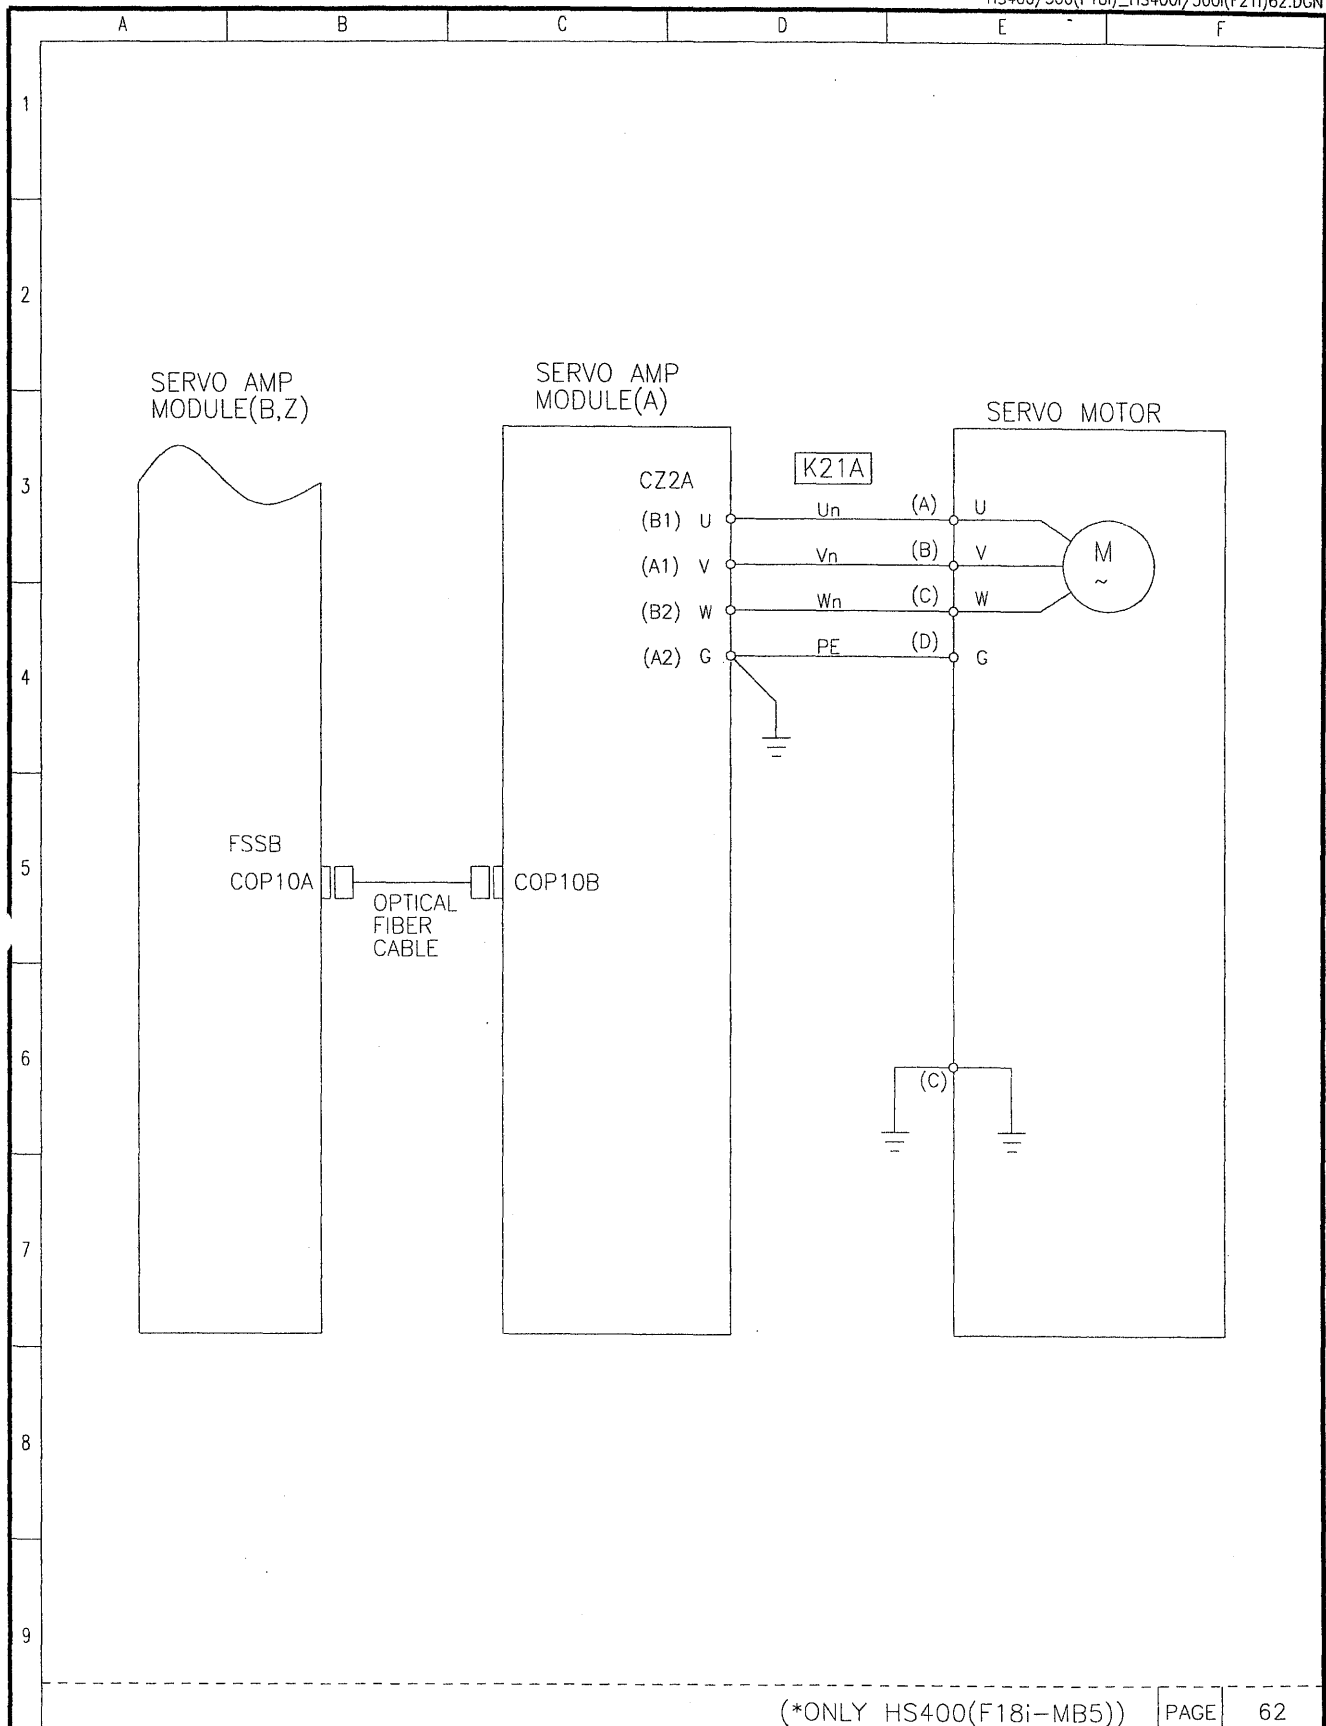 A B C D E F
1
2
SERVO AMP
MODULE(B,Z)
SERVO AMP
MODULE(A)
SERVO MOTOR
3
CZ2A
K21A
(B1) U Un (A) U
(A1) V Vn (B) V
M
~
(B2) W Wn (C) W
4
(A2) G PE (D) G
5
FSSB
COP10A
COP10B
OPTICAL
FIBER
CABLE
6
(C)
7
8
9
(*ONLY HS400(F18i-MB5)) PAGE 62